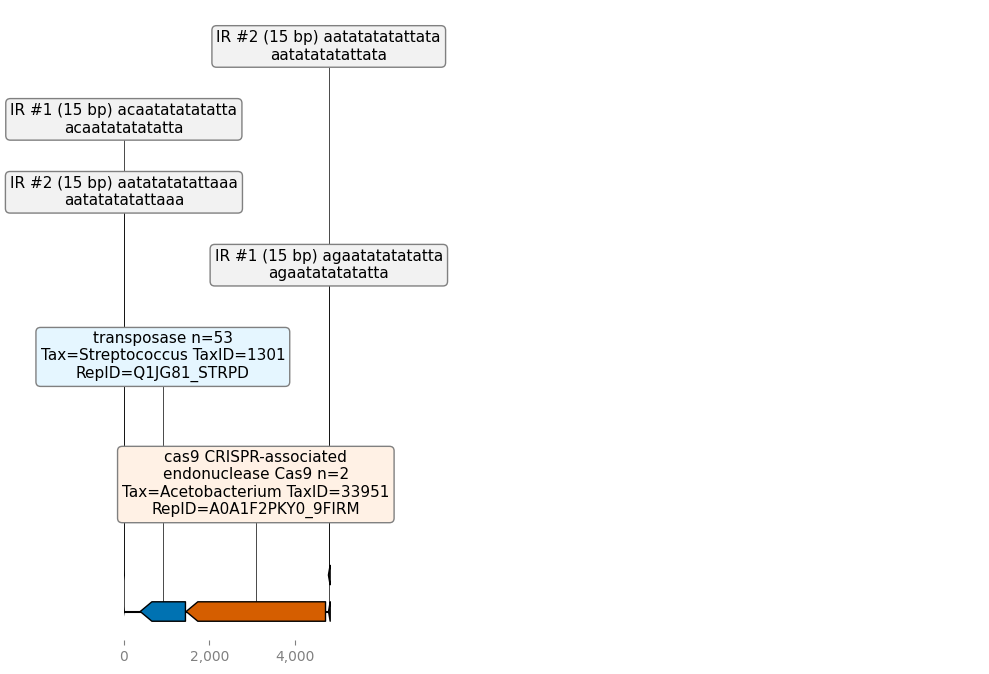 IR #2 (15 bp) aatatatatattata
aatatatatattata
IR #1 (15 bp) acaatatatatatta
acaatatatatatta
IR #2 (15 bp) aatatatatattaaa
aatatatatattaaa
IR #1 (15 bp) agaatatatatatta
agaatatatatatta
transposase n=53
Tax=Streptococcus TaxID=1301
RepID=Q1JG81_STRPD
cas9 CRISPR-associated
endonuclease Cas9 n=2
Tax=Acetobacterium TaxID=33951
RepID=A0A1F2PKY0_9FIRM
0
2,000
4,000